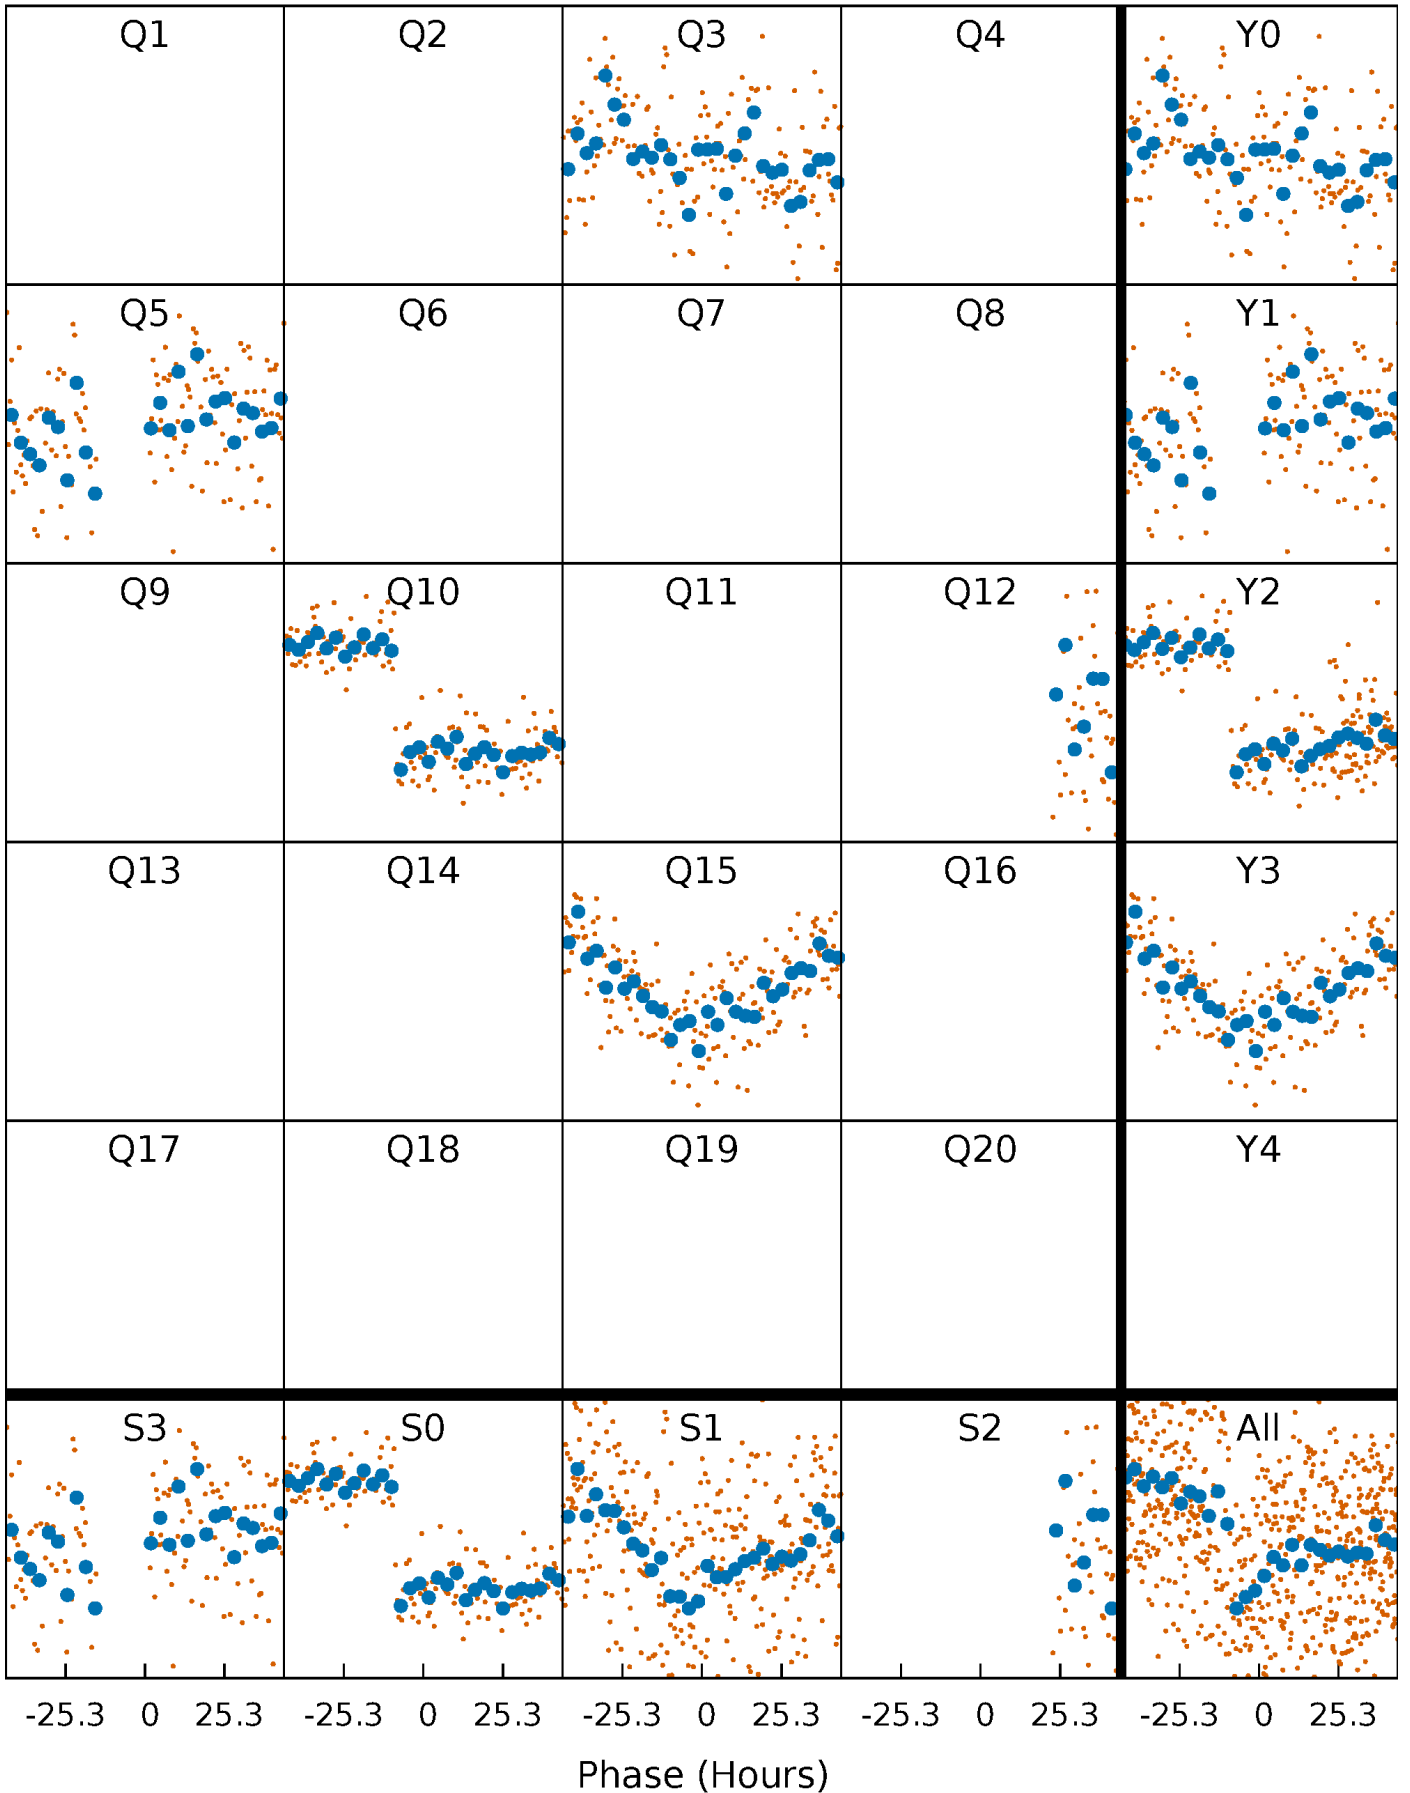 Q1 Q2 Q3 Q4 Y0
Q5 Q6 Q7 Q8 Y1
Q9 Q10 Q11 Q12 Y2
Q13 Q14 Q15 Q16 Y3
Q17 Q18 Q19 Q20 Y4
S3 S0 S1 S2 All
-25.3 0 25.3 -25.3 0 25.3 -25.3 0 25.3 -25.3 0 25.3 -25.3 0 25.3
Phase (Hours)